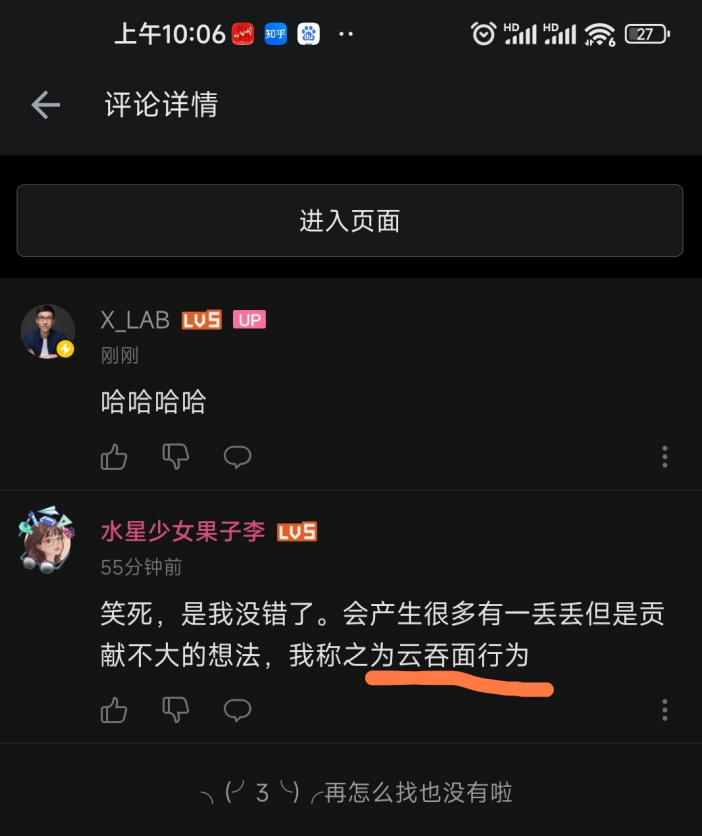 上午10:06 知乎 HD HD 6 27
评论详情
进入页面
X_LAB LV5 UP
刚刚
哈哈哈哈
水星少女果子李 LV5
55分钟前
笑死，是我没错了。会产生很多有一丢丢但是贡
献不大的想法，我称之为云吞面行为
╮(╯3╰)╭再怎么找也没有啦